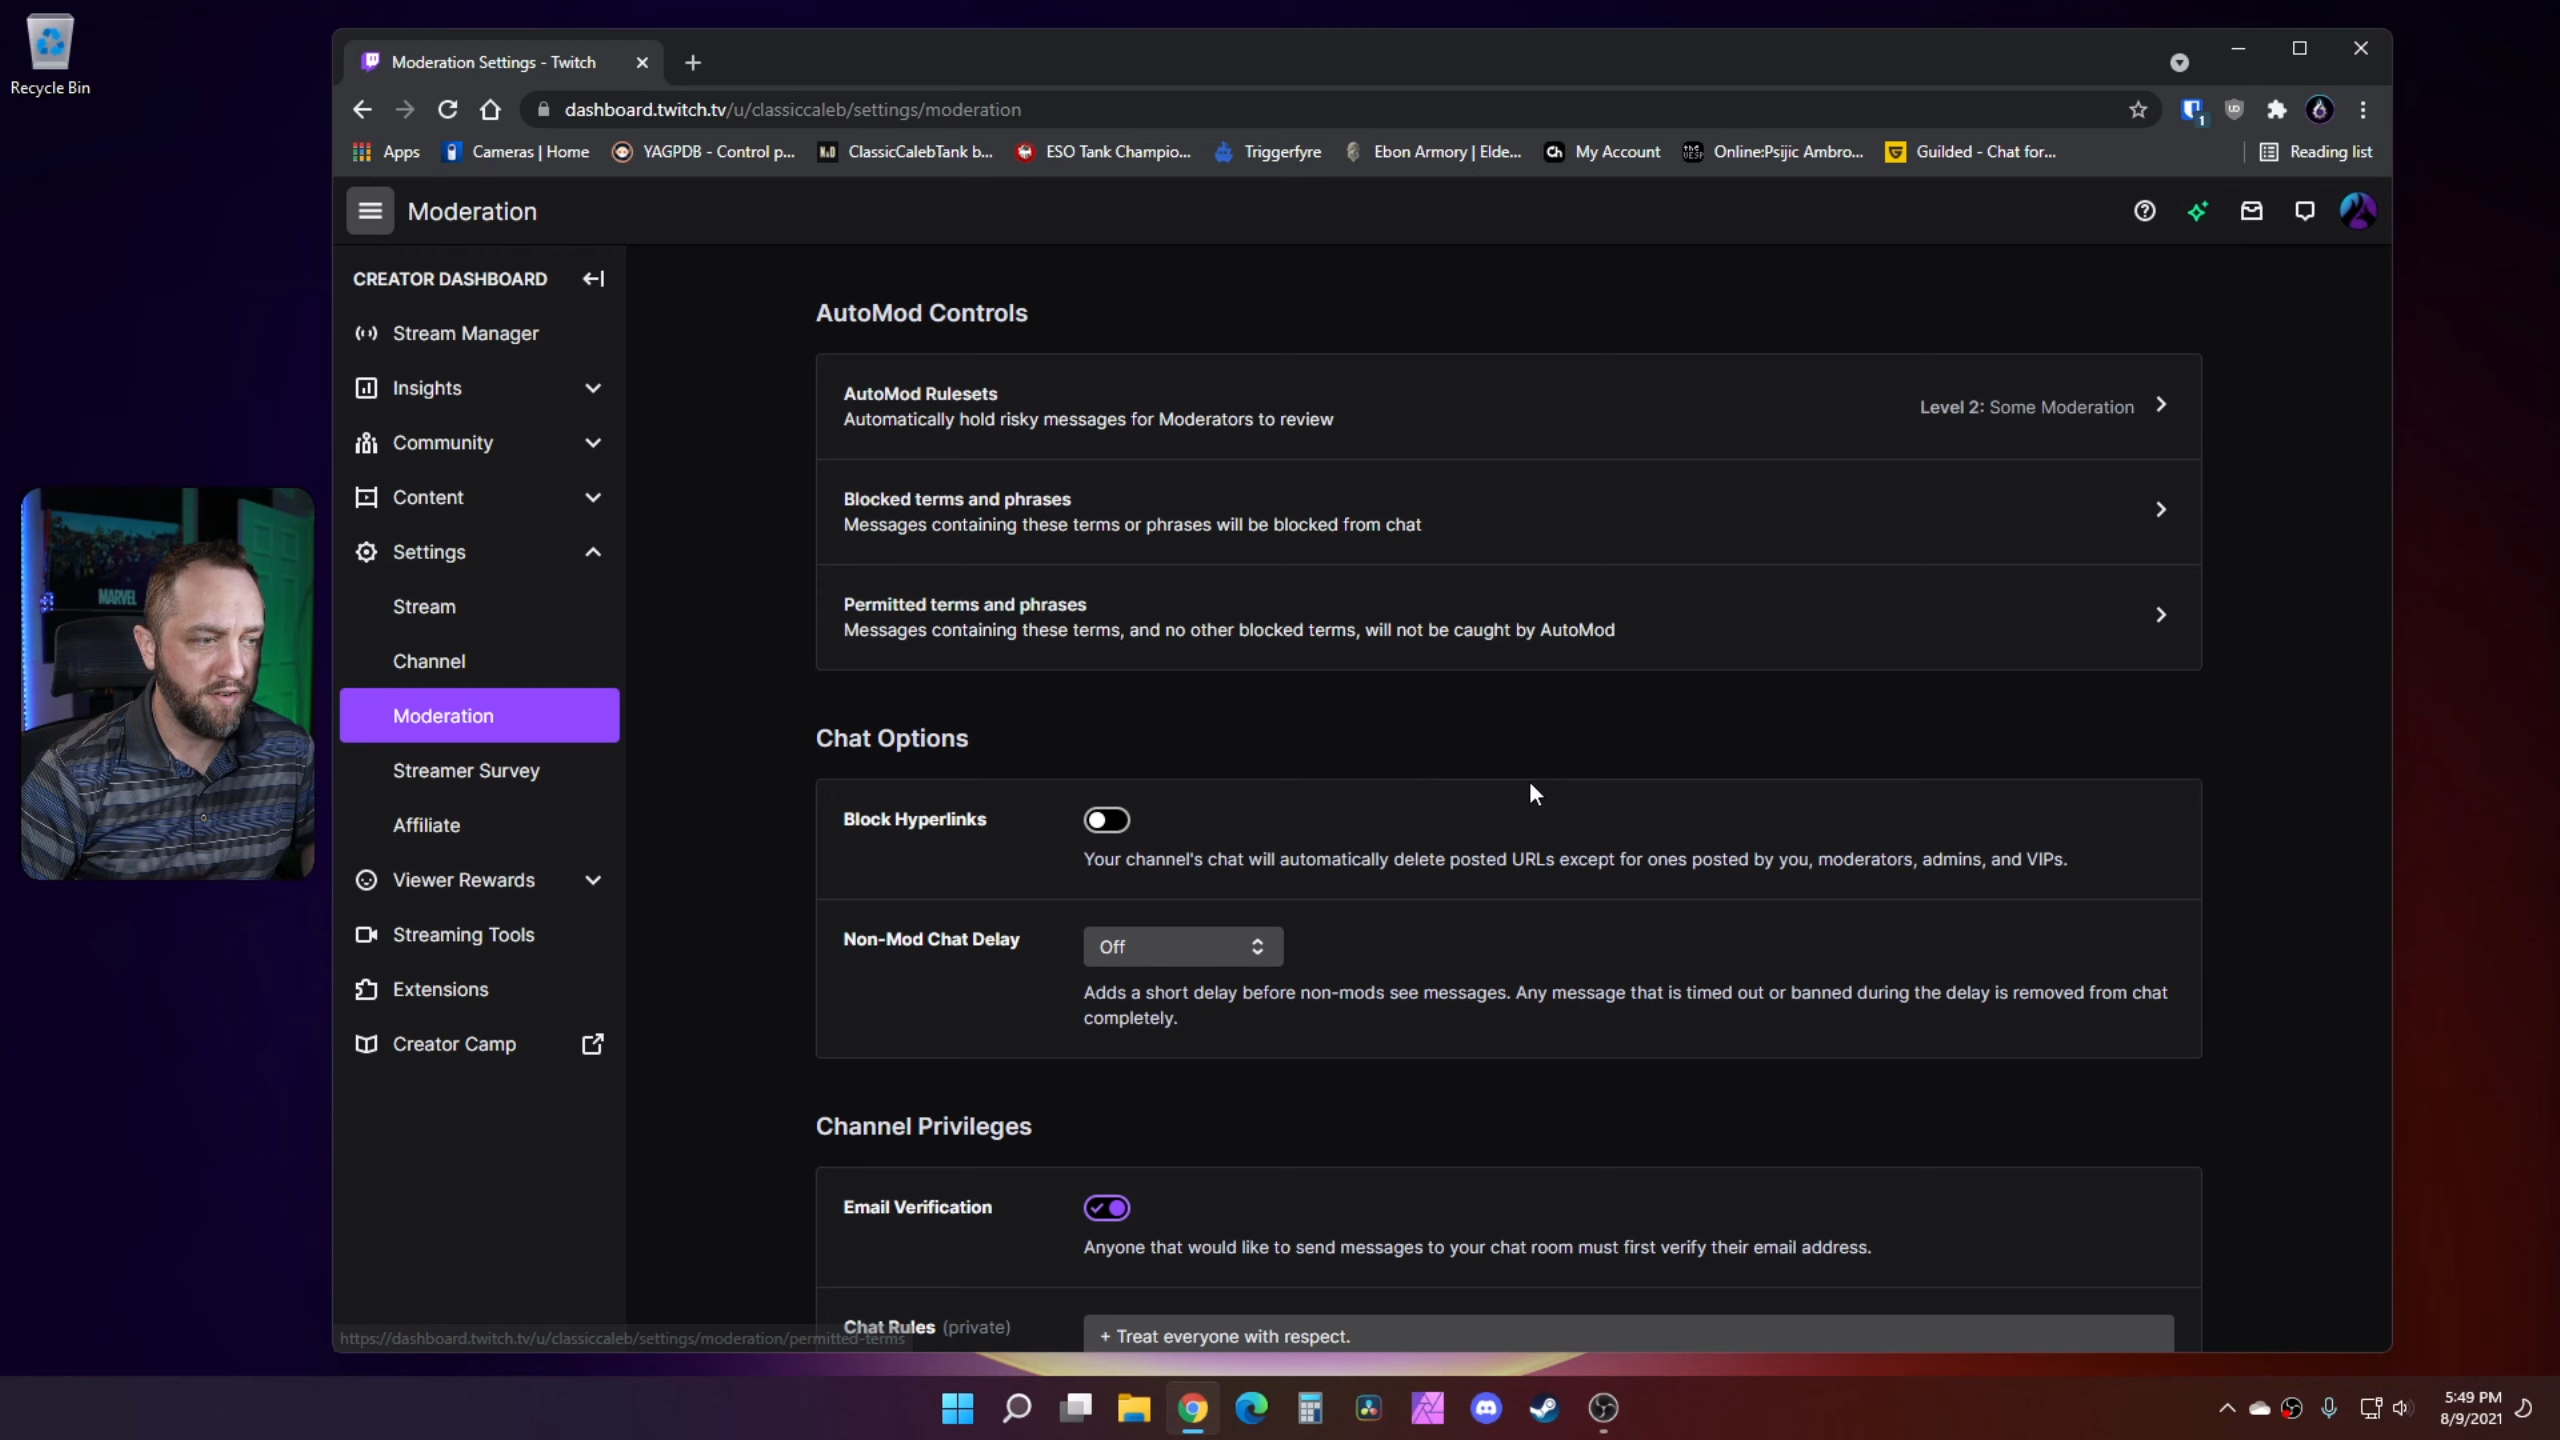 Recycle Bin
Moderation Settings - Twitch
dashboard.twitch.tv/u/classiccaleb/settings/moderation
1
Apps
Cameras | Home
YAGPDB - Control p...
ClassicCalebTank b...
ESO Tank Champio...
Triggerfyre
Ebon Armory | Elde...
My Account
Online:Psijic Ambro...
Guilded - Chat for...
Reading list
Moderation
CREATOR DASHBOARD
Stream Manager
Insights
Community
Content
Settings
Stream
Channel
Moderation
Streamer Survey
Affiliate
Viewer Rewards
Streaming Tools
Extensions
Creator Camp
AutoMod Controls
AutoMod Rulesets
Automatically hold risky messages for Moderators to review
Level 2: Some Moderation
Blocked terms and phrases
Messages containing these terms or phrases will be blocked from chat
Permitted terms and phrases
Messages containing these terms, and no other blocked terms, will not be caught by AutoMod
Chat Options
Block Hyperlinks
Your channel's chat will automatically delete posted URLs except for ones posted by you, moderators, admins, and VIPs.
Non-Mod Chat Delay
Off
Adds a short delay before non-mods see messages. Any message that is timed out or banned during the delay is removed from chat
completely.
Channel Privileges
Email Verification
Anyone that would like to send messages to your chat room must first verify their email address.
Chat Rules (private)
+ Treat everyone with respect.
https://dashboard.twitch.tv/u/classiccaleb/settings/moderation/permitted-terms
MARVEL
5:49 PM
8/9/2021